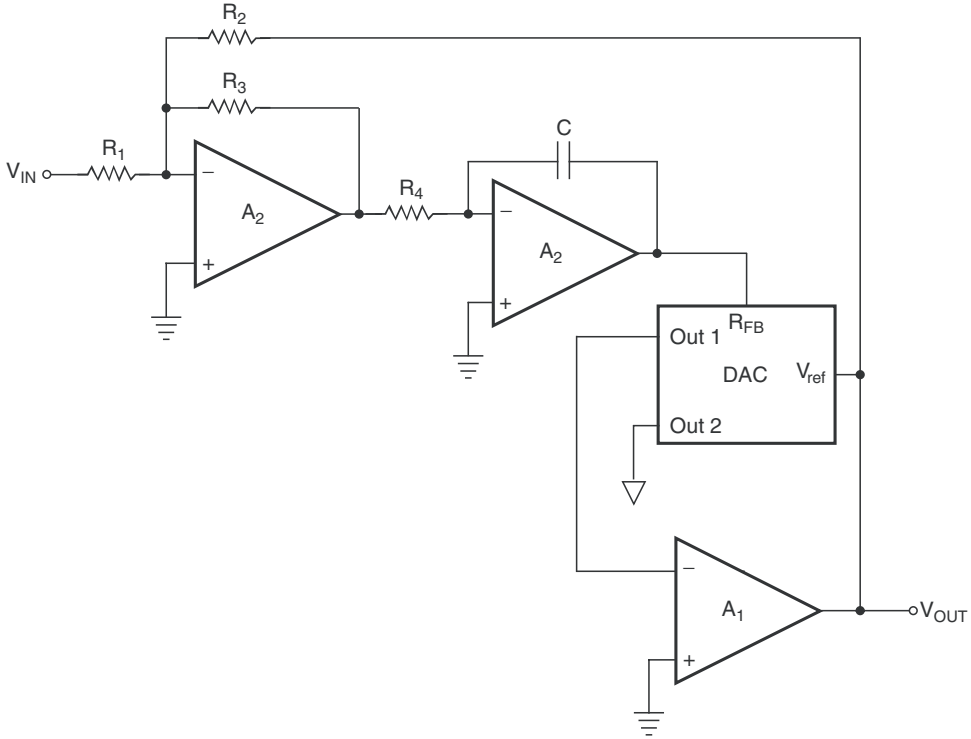 R2
R3
R1
VIN
−
A2
+
R4
C
−
A2
+
RFB
Out 1
DAC
Vref
Out 2
−
A1
+
VOUT